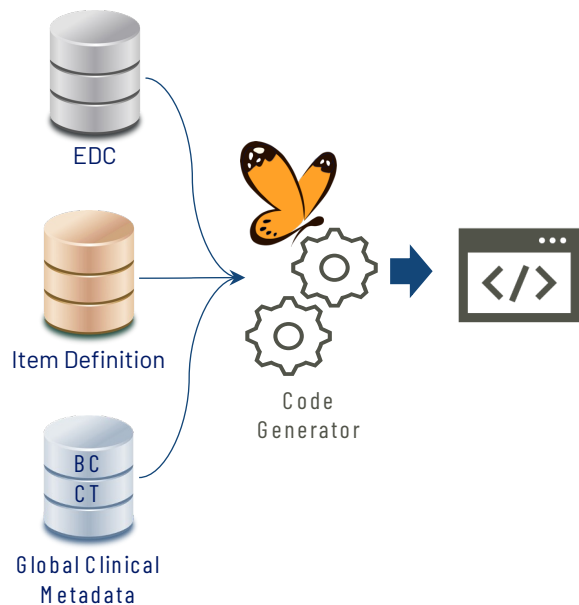 EDC
Item Definition
BC
CT
Global Clinical
Metadata
Code
Generator
</>